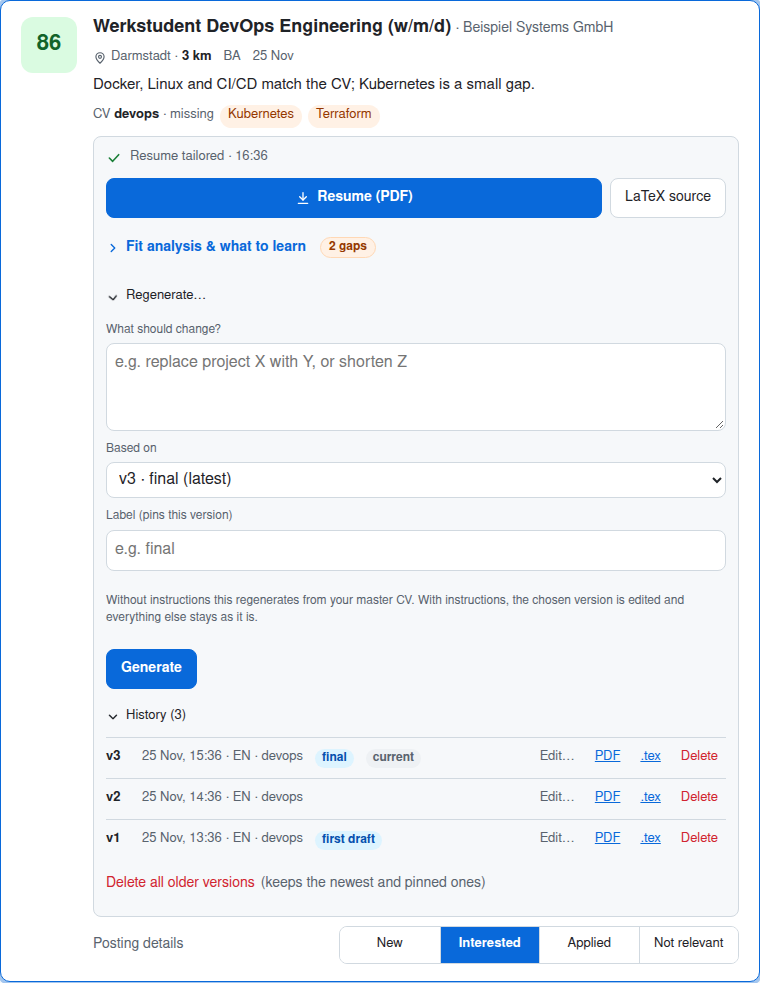 86
Werkstudent DevOps Engineering (w/m/d) · Beispiel Systems GmbH
Darmstadt · 3 km BA 25 Nov
Docker, Linux and CI/CD match the CV; Kubernetes is a small gap.
CV devops · missing Kubernetes Terraform
Resume tailored · 16:36
Resume (PDF) LaTeX source
Fit analysis & what to learn 2 gaps
Regenerate…
What should change?
e.g. replace project X with Y, or shorten Z
Based on
v3 · final (latest)
Label (pins this version)
e.g. final
Without instructions this regenerates from your master CV. With instructions, the chosen version is edited and
everything else stays as it is.
Generate
History (3)
v3 25 Nov, 15:36 · EN · devops final current Edit… PDF .tex Delete
v2 25 Nov, 14:36 · EN · devops Edit… PDF .tex Delete
v1 25 Nov, 13:36 · EN · devops first draft Edit… PDF .tex Delete
Delete all older versions (keeps the newest and pinned ones)
Posting details New Interested Applied Not relevant